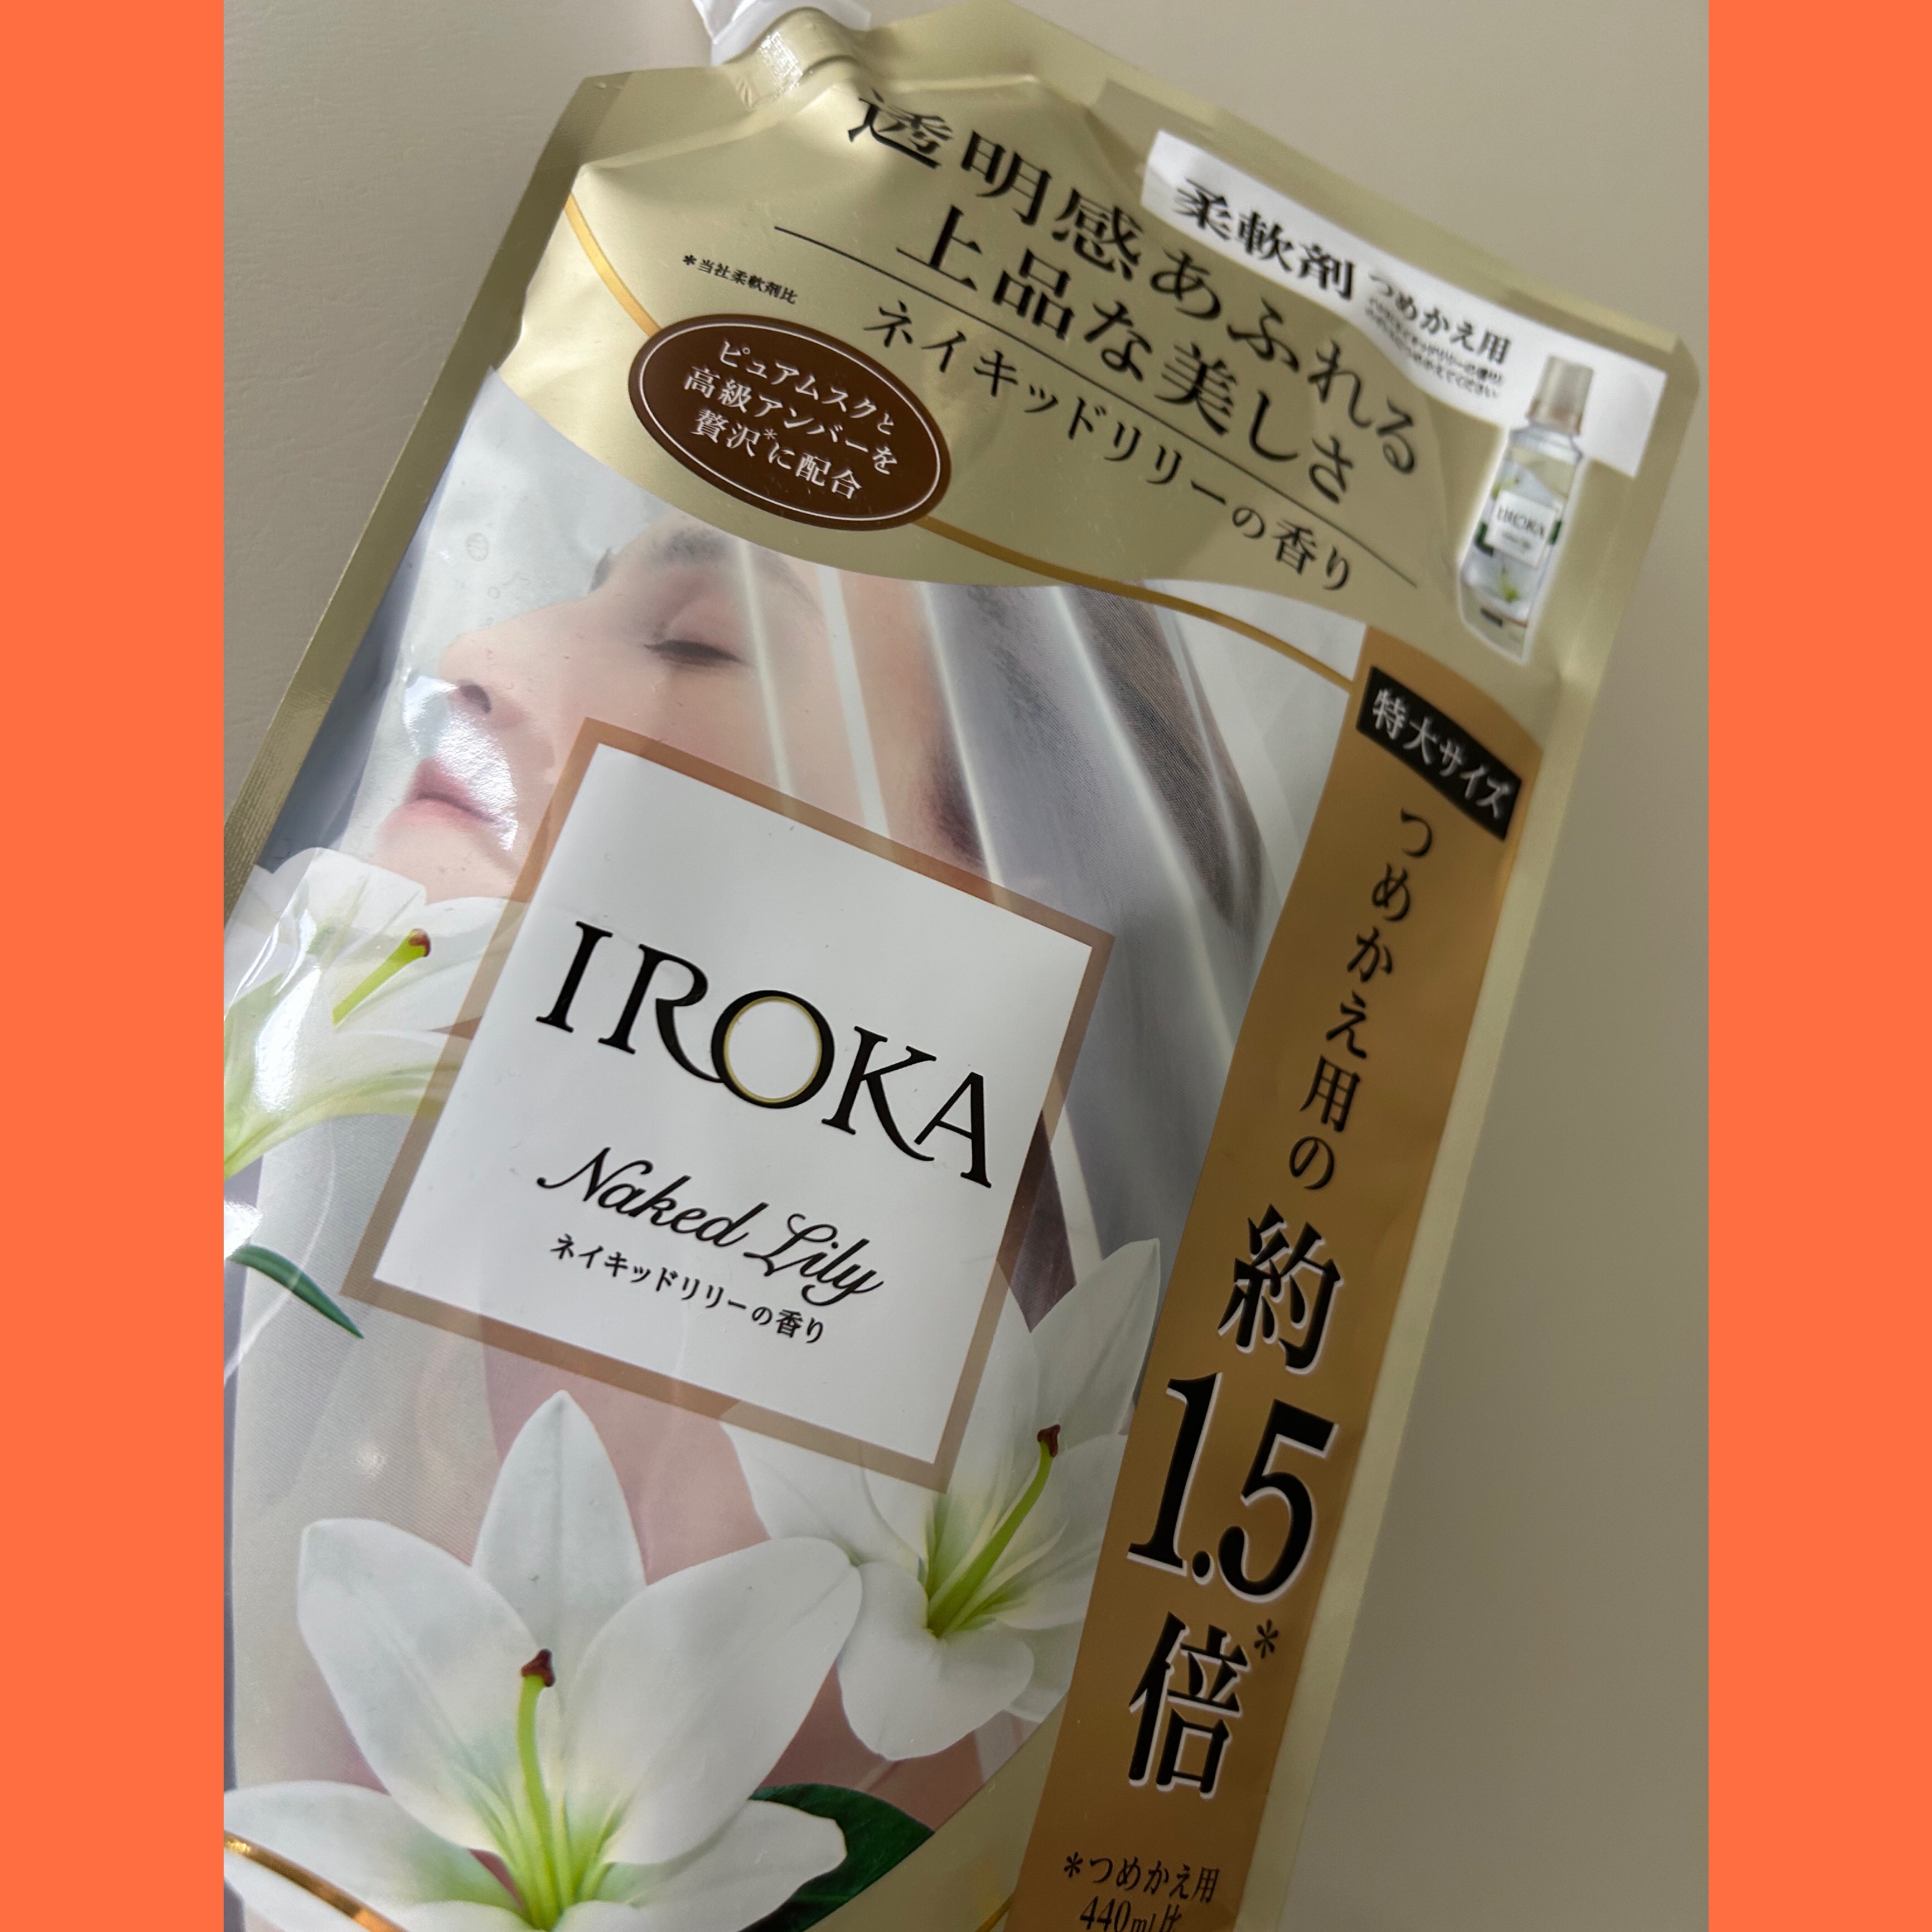 透明感あふれる
上品な美しさ
ネイキッドリリーの香り
柔軟剤 つめかえ用
*当社柔軟剤比
ピュアムスクと
高級アンバーを
贅沢*に配合
IROKA
特大サイズ
つめかえ用の約1.5倍*
*つめかえ用
440ml比
IROKA
Naked Lily
ネイキッドリリーの香り